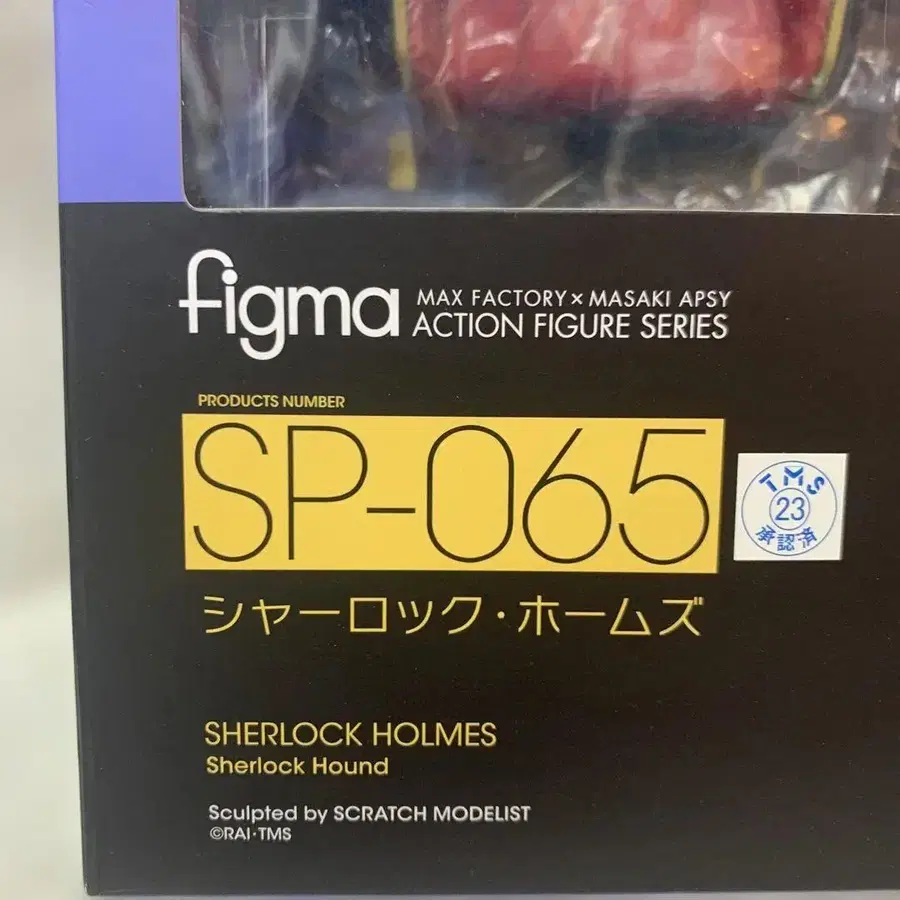 figma MAX FACTORY × MASAKI APSY
ACTION FIGURE SERIES
PRODUCTS NUMBER
SP-065
TMS
23
承認済
シャーロック・ホームズ
SHERLOCK HOLMES
Sherlock Hound
Sculpted by SCRATCH MODELIST
©RAI・TMS